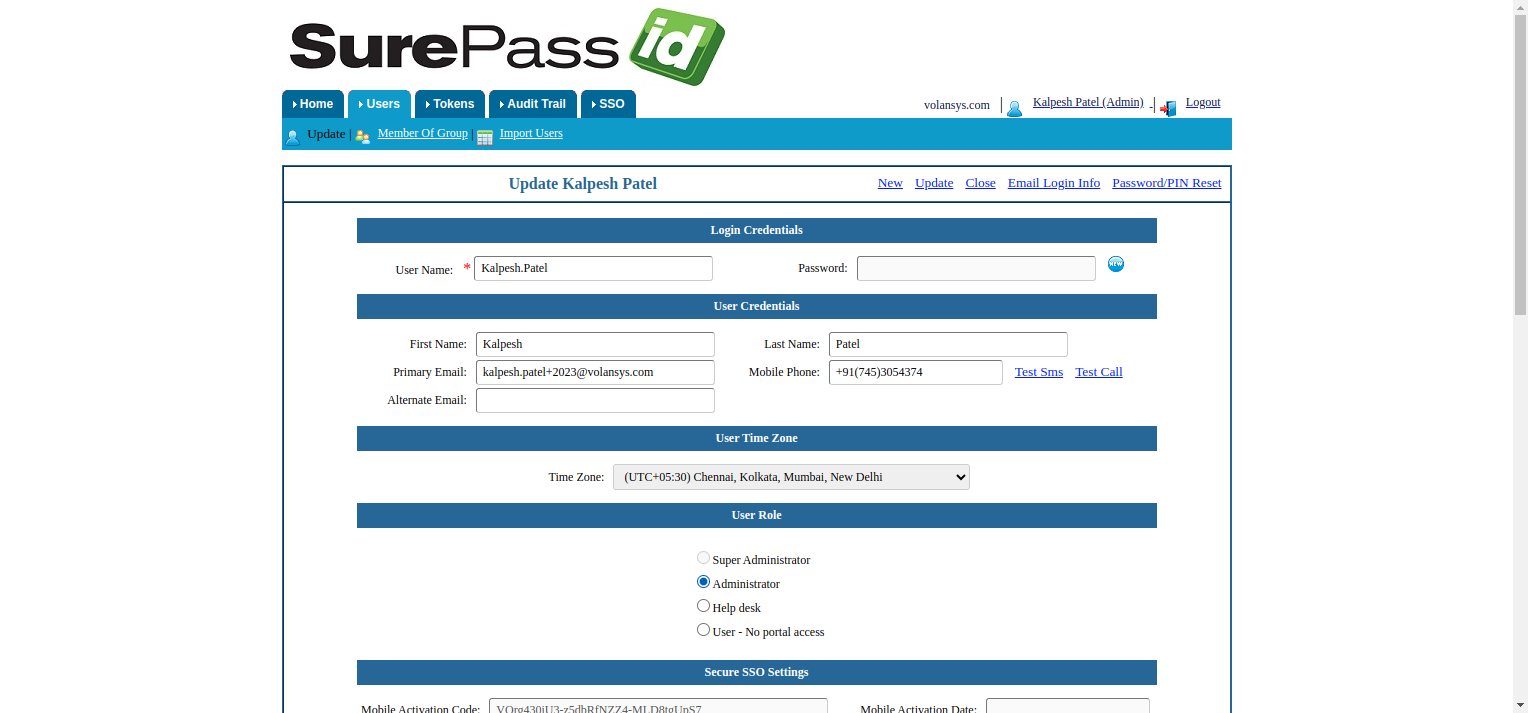 SurePass id
Home Users Tokens Audit Trail SSO volansys.com | Kalpesh Patel (Admin) - | Logout
Update | Member Of Group | Import Users
Update Kalpesh Patel New Update Close Email Login Info Password/PIN Reset
Login Credentials
User Name: * Kalpesh.Patel Password: NEW
User Credentials
First Name: Kalpesh Last Name: Patel
Primary Email: kalpesh.patel+2023@volansys.com Mobile Phone: +91(745)3054374 Test Sms Test Call
Alternate Email:
User Time Zone
Time Zone: (UTC+05:30) Chennai, Kolkata, Mumbai, New Delhi
User Role
Super Administrator
Administrator
Help desk
User - No portal access
Secure SSO Settings
Mobile Activation Code: Mobile Activation Date: